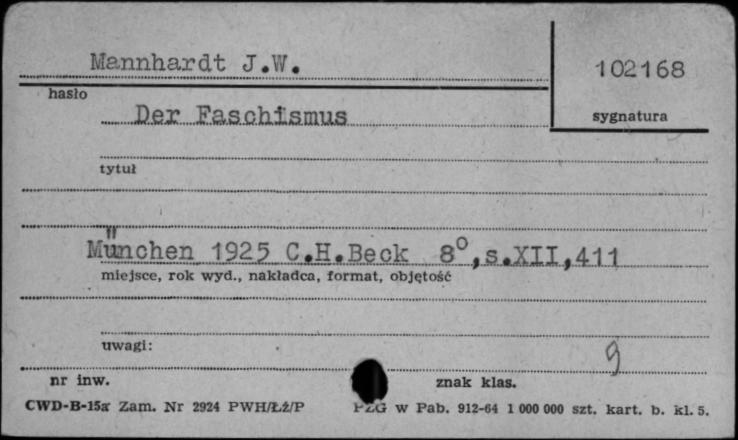 Mannhardt J.W.
102168
hasło
sygnatura
Der Faschismus
tytuł
München 1925 C.H.Beck 8°,s.XII,411
miejsce, rok wyd., nakładca, format, objętość
uwagi:
9
nr inw.
znak klas.
CWD-B-15a Zam. Nr 2924 PWH/ŁŻ/P PZG w Pab. 912-64 1 000 000 szt. kart. b. kl. 5.